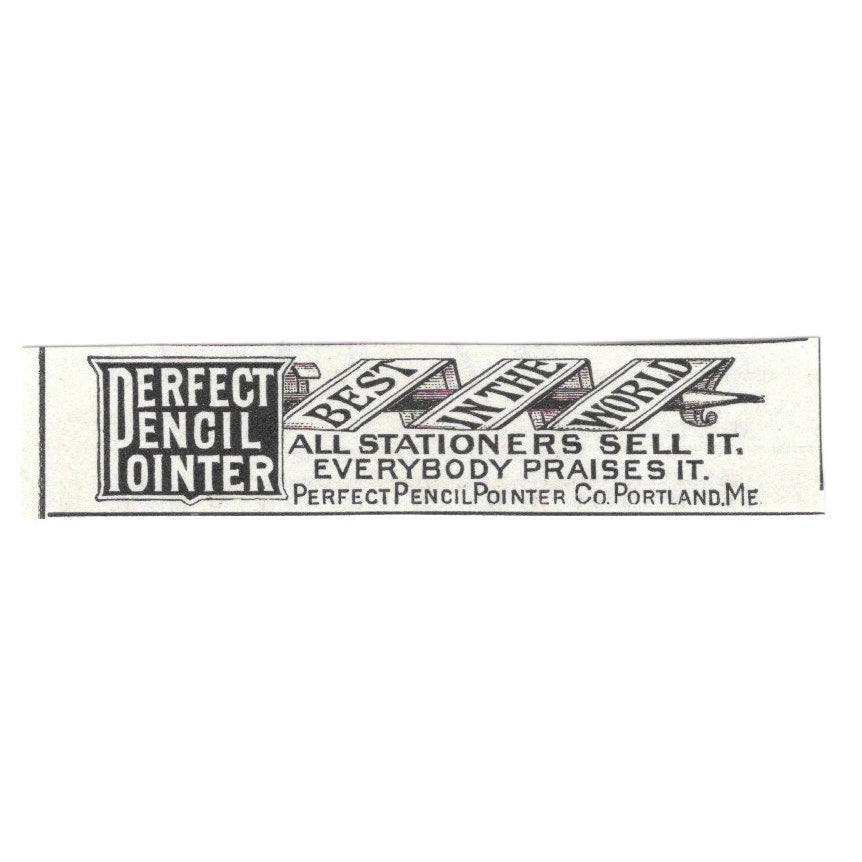 PERFECT
PENCIL
POINTER
BEST IN THE WORLD
ALL STATIONERS SELL IT.
EVERYBODY PRAISES IT.
PERFECT PENCIL POINTER CO. PORTLAND. ME.